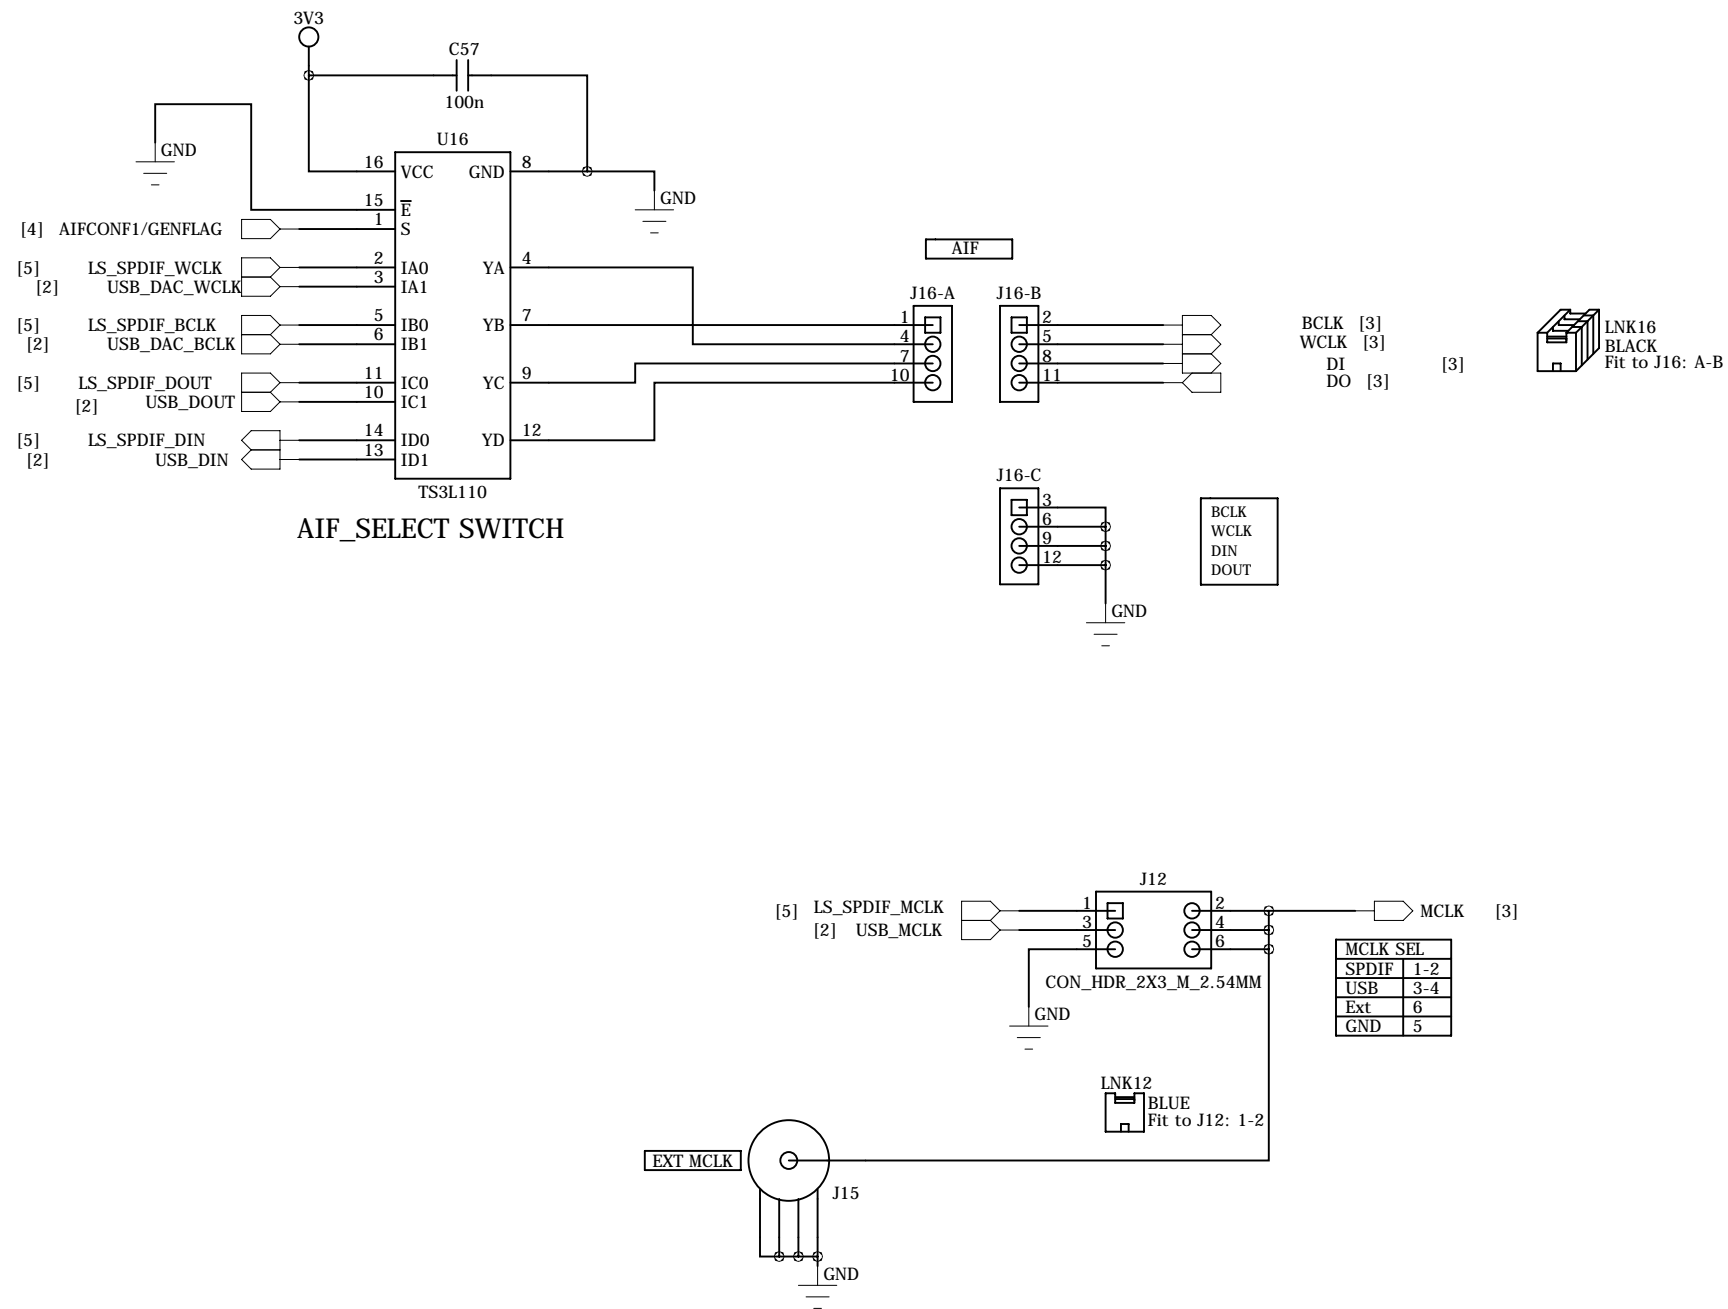 3V3
C57
100n
U16
GND
16 VCC GND 8
15 E
GND
[4] AIFCONF1/GENFLAG 1 S
AIF
[5] LS_SPDIF_WCLK 2 IA0 YA 4
[2] USB_DAC_WCLK 3 IA1
J16-A J16-B
[5] LS_SPDIF_BCLK 5 IB0 YB 7 1 2 BCLK [3]
[2] USB_DAC_BCLK 6 IB1 4 5 WCLK [3]
7 8 DI [3]
[5] LS_SPDIF_DOUT 11 IC0 YC 9 10 11 DO [3]
[2] USB_DOUT 10 IC1
LNK16
BLACK
Fit to J16: A-B
[5] LS_SPDIF_DIN 14 ID0 YD 12
[2] USB_DIN 13 ID1
TS3L110
AIF_SELECT SWITCH
J16-C
3
6
9
12
GND
BCLK
WCLK
DIN
DOUT
J12
[5] LS_SPDIF_MCLK 1 2 MCLK [3]
[2] USB_MCLK 3 4
5 6
CON_HDR_2X3_M_2.54MM
GND
MCLK SEL
SPDIF 1-2
USB 3-4
Ext 6
GND 5
LNK12
BLUE
Fit to J12: 1-2
EXT MCLK
J15
GND